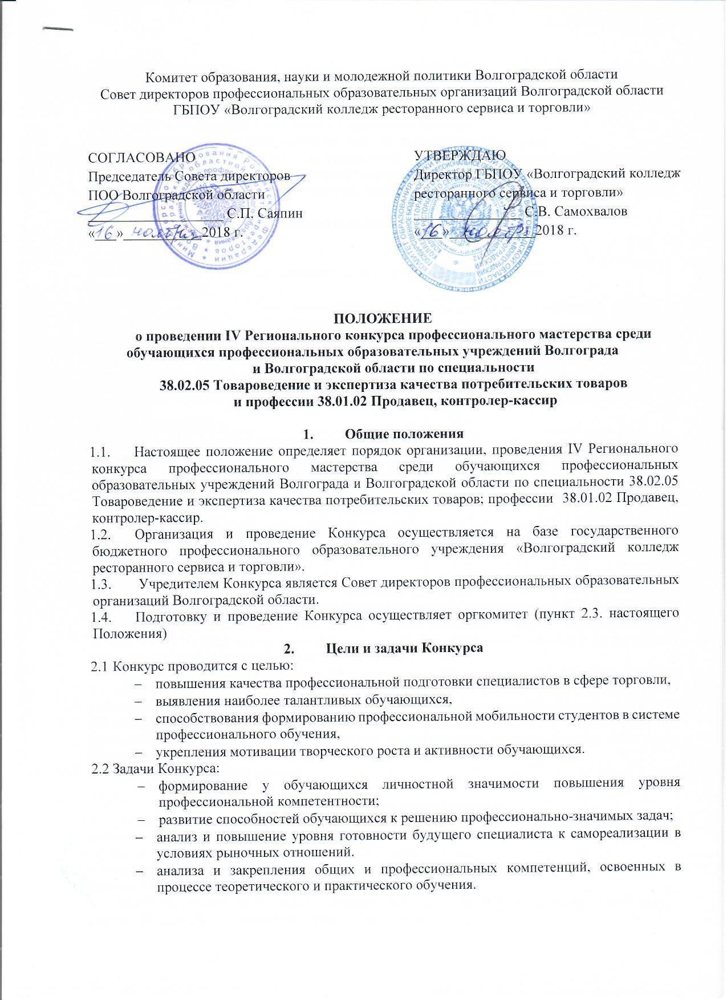 Комитет образования, науки и молодежной политики Волгоградской области
Совет директоров профессиональных образовательных организаций Волгоградской области
ГБПОУ «Волгоградский колледж ресторанного сервиса и торговли»
СОГЛАСОВАНО
Председатель Совета директоров
ПОО Волгоградской области
С.П. Саяпин
«16» ноября 2018 г.
УТВЕРЖДАЮ
Директор ГБПОУ «Волгоградский колледж
ресторанного сервиса и торговли»
С.В. Самохвалов
«16» ноября 2018 г.
ПОЛОЖЕНИЕ
о проведении IV Регионального конкурса профессионального мастерства среди
обучающихся профессиональных образовательных учреждений Волгограда
и Волгоградской области по специальности
38.02.05 Товароведение и экспертиза качества потребительских товаров
и профессии 38.01.02 Продавец, контролер-кассир
1. Общие положения
1.1. Настоящее положение определяет порядок организации, проведения IV Регионального
конкурса профессионального мастерства среди обучающихся профессиональных
образовательных учреждений Волгограда и Волгоградской области по специальности 38.02.05
Товароведение и экспертиза качества потребительских товаров; профессии 38.01.02 Продавец,
контролер-кассир.
1.2. Организация и проведение Конкурса осуществляется на базе государственного
бюджетного профессионального образовательного учреждения «Волгоградский колледж
ресторанного сервиса и торговли».
1.3. Учредителем Конкурса является Совет директоров профессиональных образовательных
организаций Волгоградской области.
1.4. Подготовку и проведение Конкурса осуществляет оргкомитет (пункт 2.3. настоящего
Положения)
2. Цели и задачи Конкурса
2.1 Конкурс проводится с целью:
– повышения качества профессиональной подготовки специалистов в сфере торговли,
– выявления наиболее талантливых обучающихся,
– способствования формированию профессиональной мобильности студентов в системе
профессионального обучения,
– укрепления мотивации творческого роста и активности обучающихся.
2.2 Задачи Конкурса:
– формирование у обучающихся личностной значимости повышения уровня
профессиональной компетентности;
– развитие способностей обучающихся к решению профессионально-значимых задач;
– анализ и повышение уровня готовности будущего специалиста к самореализации в
условиях рыночных отношений.
– анализа и закрепления общих и профессиональных компетенций, освоенных в
процессе теоретического и практического обучения.